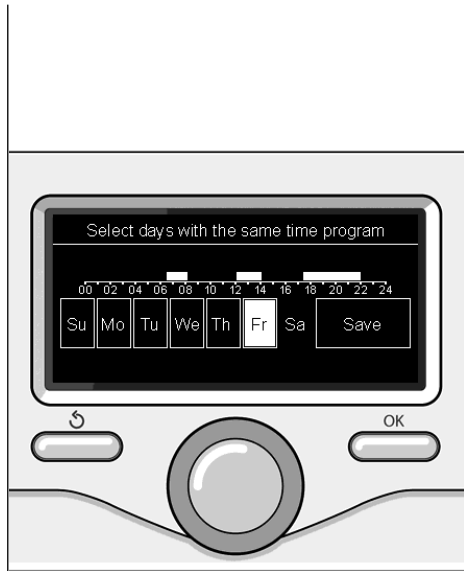 Select days with the same time program
00 02 04 06 08 10 12 14 16 18 20 22 24
Su Mo Tu We Th Fr Sa Save
OK